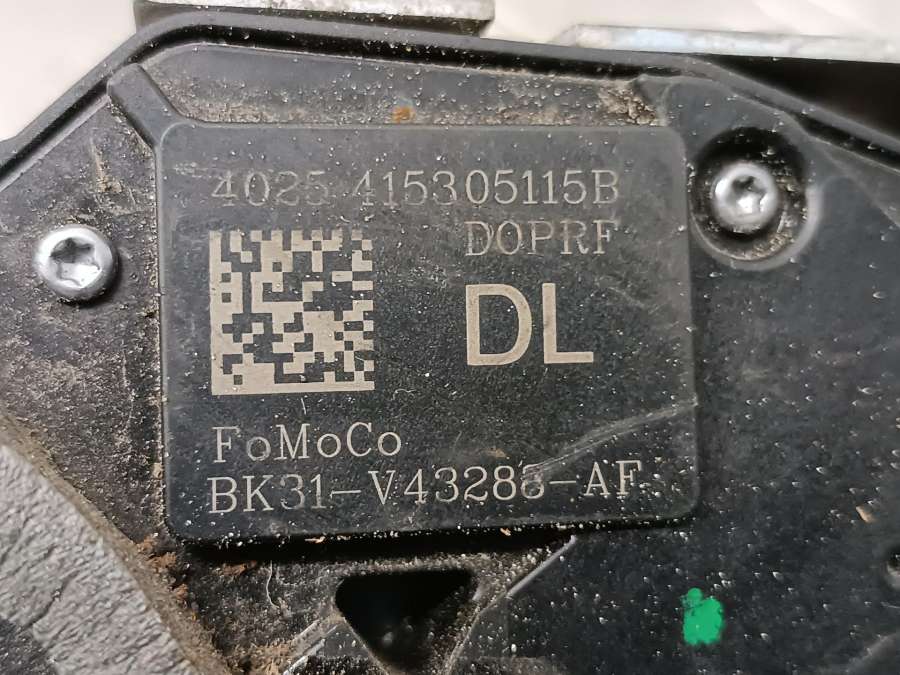 4025 415305115B
DOPRF
DL
FoMoCo
BK31-V43288-AF